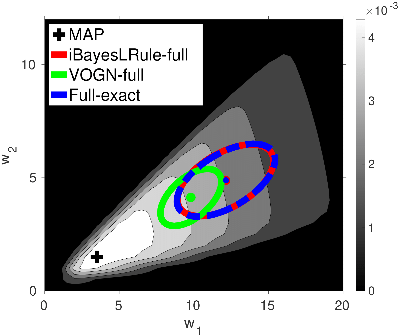 ×10⁻³
MAP
iBayesLRule-full
VOGN-full
Full-exact
10
5
0
w₂
0 5 10 15 20
w₁
4
3
2
1
0